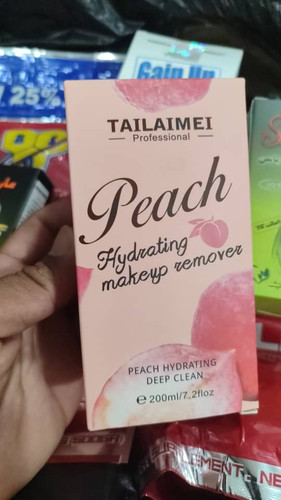 Gain Up
25%
TAILAIMEI
Professional
Peach
Hydrating
makeup remover
PEACH HYDRATING
DEEP CLEAN
e 200ml/7.2floz